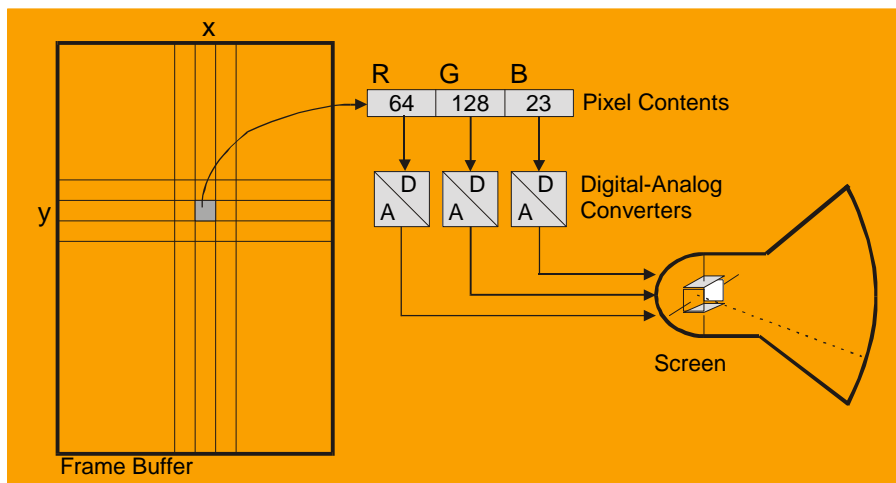 x
R G B
64 128 23
Pixel Contents
D D D
A A A
Digital-Analog
Converters
y
Screen
Frame Buffer